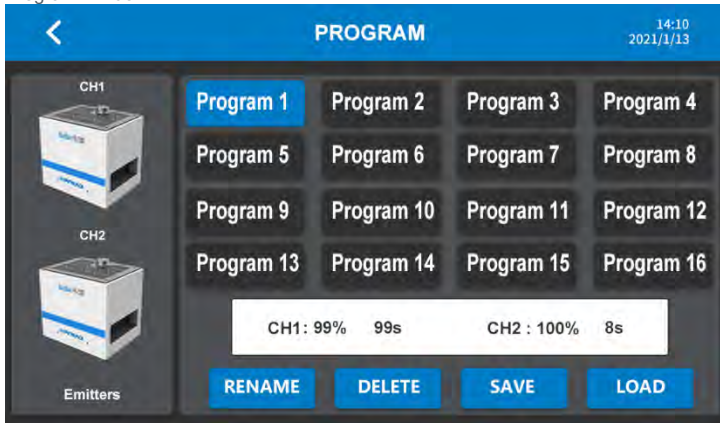 PROGRAM
14:10
2021/1/13
CH1
CH2
Emitters
Program 1 Program 2 Program 3 Program 4
Program 5 Program 6 Program 7 Program 8
Program 9 Program 10 Program 11 Program 12
Program 13 Program 14 Program 15 Program 16
CH1: 99% 99s CH2 : 100% 8s
RENAME DELETE SAVE LOAD